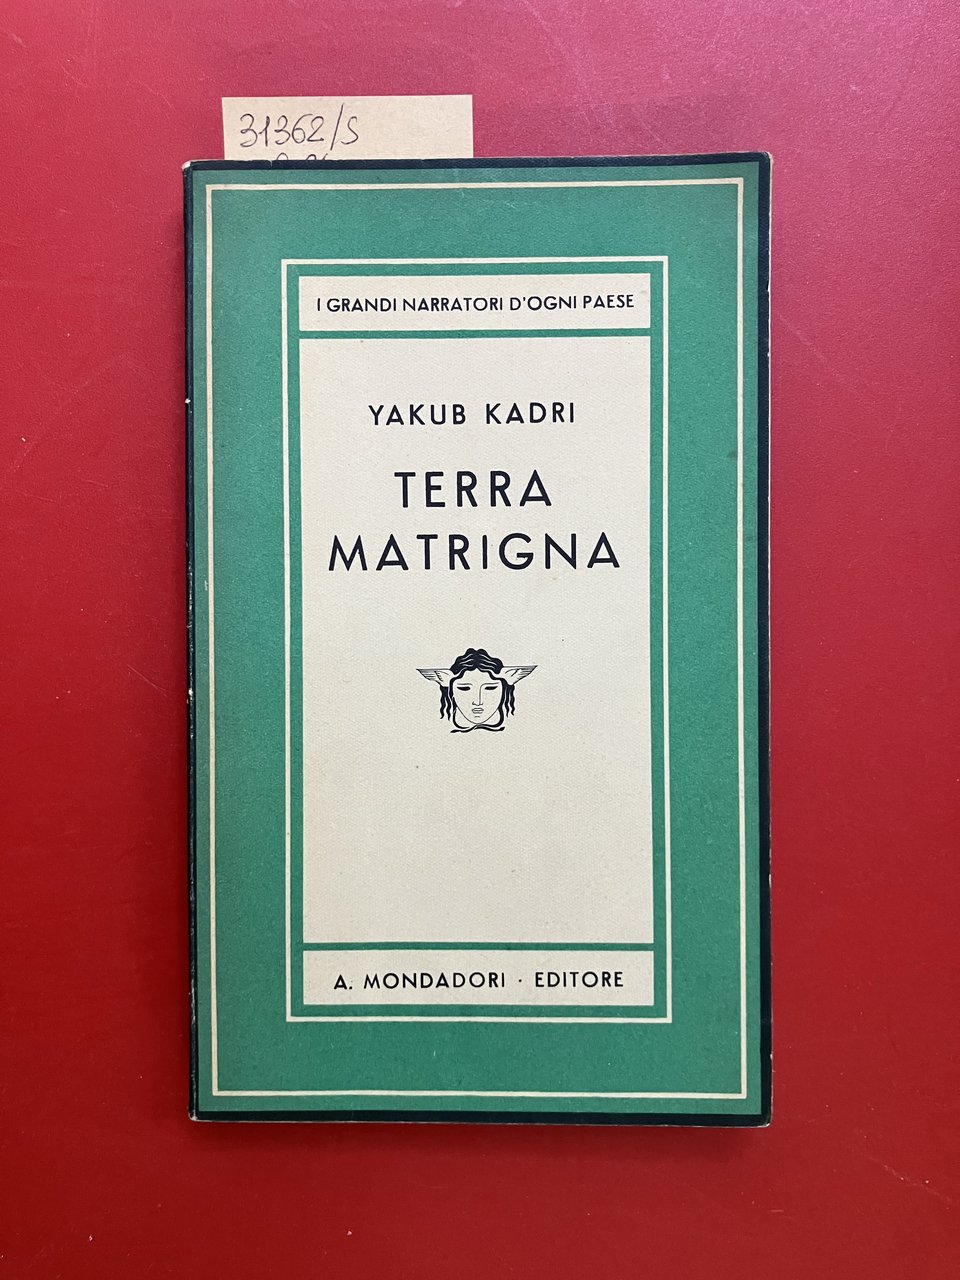 31362/S
I GRANDI NARRATORI D'OGNI PAESE
YAKUB KADRI
TERRA
MATRIGNA
A. MONDADORI · EDITORE